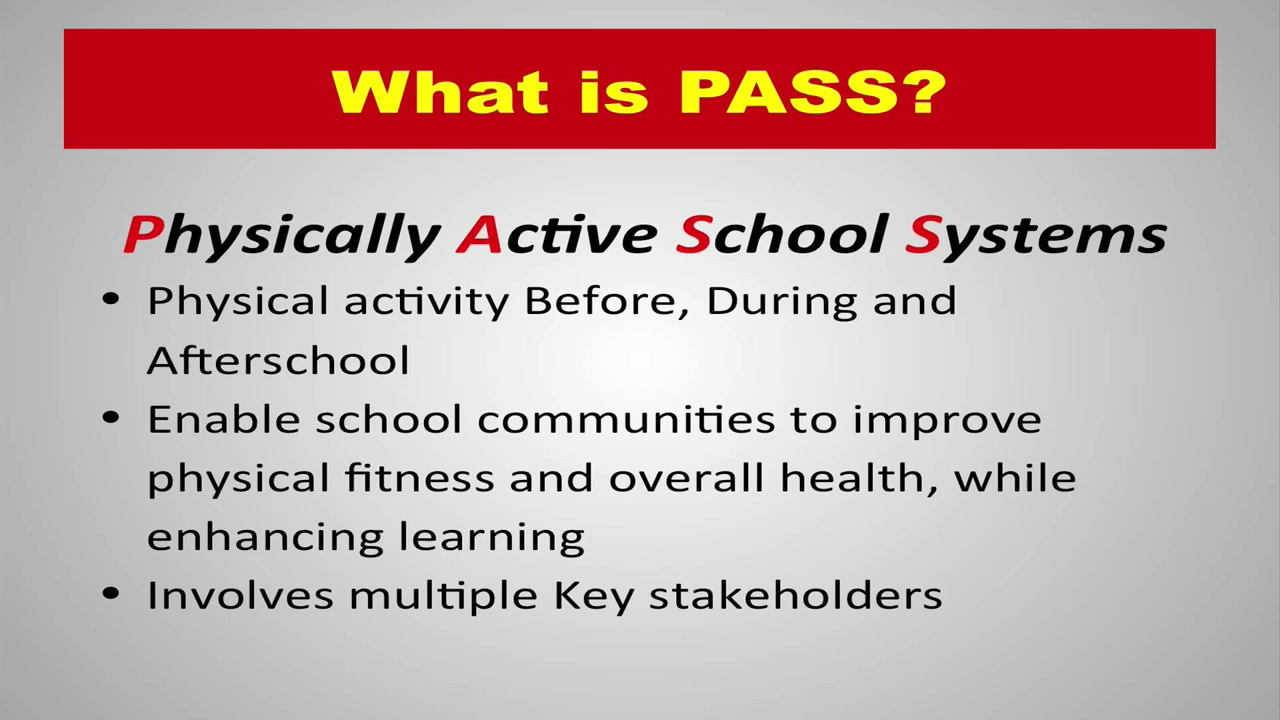 What is PASS?
Physically Active School Systems
• Physical activity Before, During and
Afterschool
• Enable school communities to improve
physical fitness and overall health, while
enhancing learning
• Involves multiple Key stakeholders